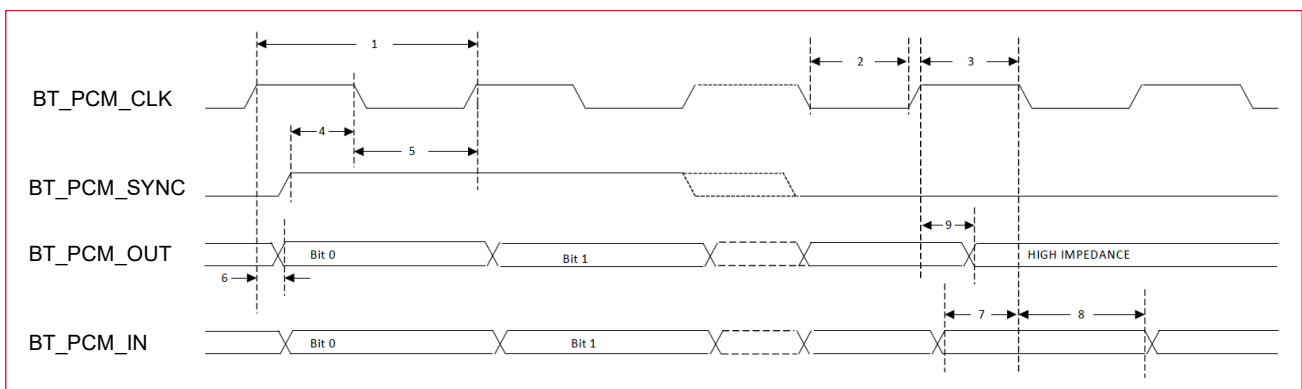 1
2
3
BT_PCM_CLK
4
5
BT_PCM_SYNC
9
BT_PCM_OUT
Bit 0
Bit 1
HIGH IMPEDANCE
6
7
8
BT_PCM_IN
Bit 0
Bit 1